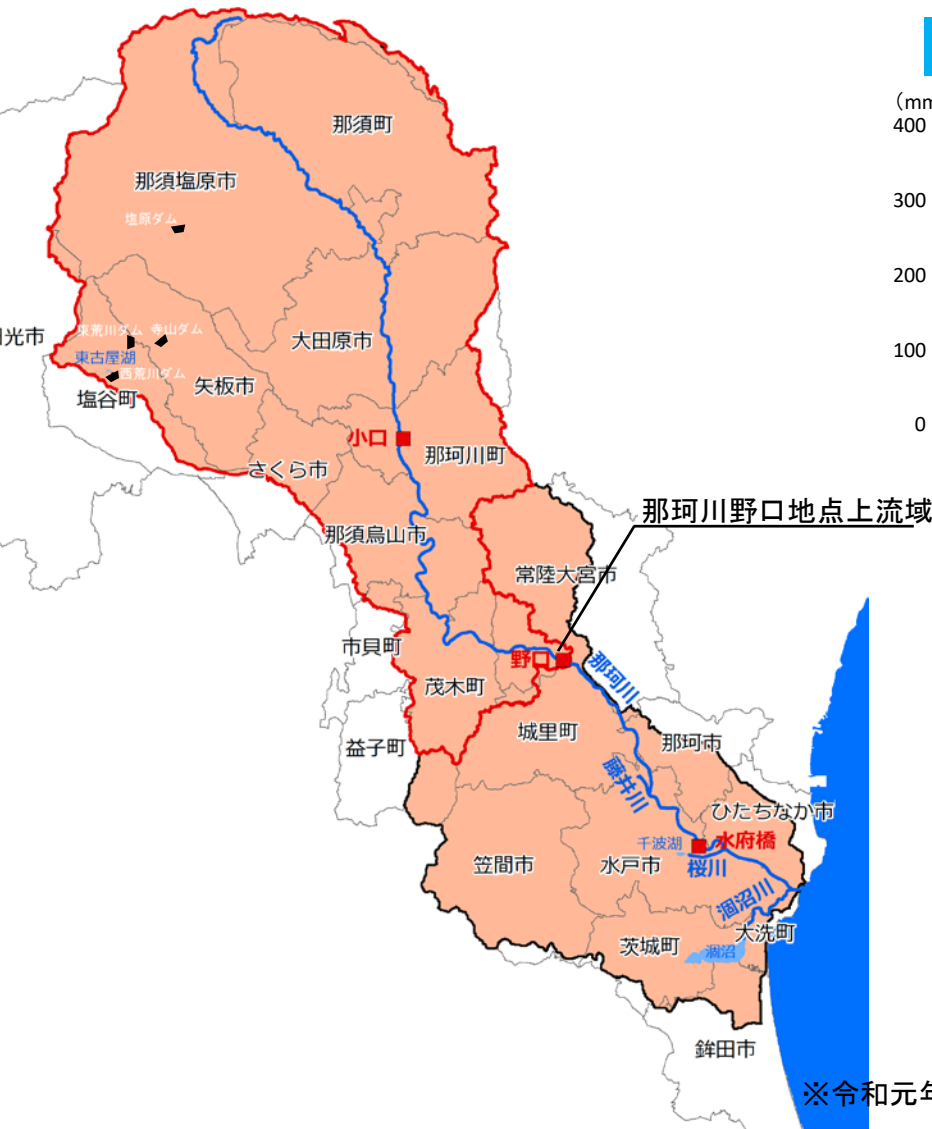 （mm
400
那須町
那須塩原市
300
塩原ダム
200
東荒川ダム
寺山ダム
光市
大田原市
東古屋湖
西荒川ダム
100
矢板市
塩谷町
0
小口
那珂川町
さくら市
那珂川野口地点上流域
那須烏山市
常陸大宮市
市貝町
野口
那珂川
茂木町
城里町
益子町
那珂市
藤井川
ひたちなか市
千波湖
水府橋
笠間市
水戸市
桜川
涸沼川
大洗町
茨城町
涸沼
鉾田市
※令和元年